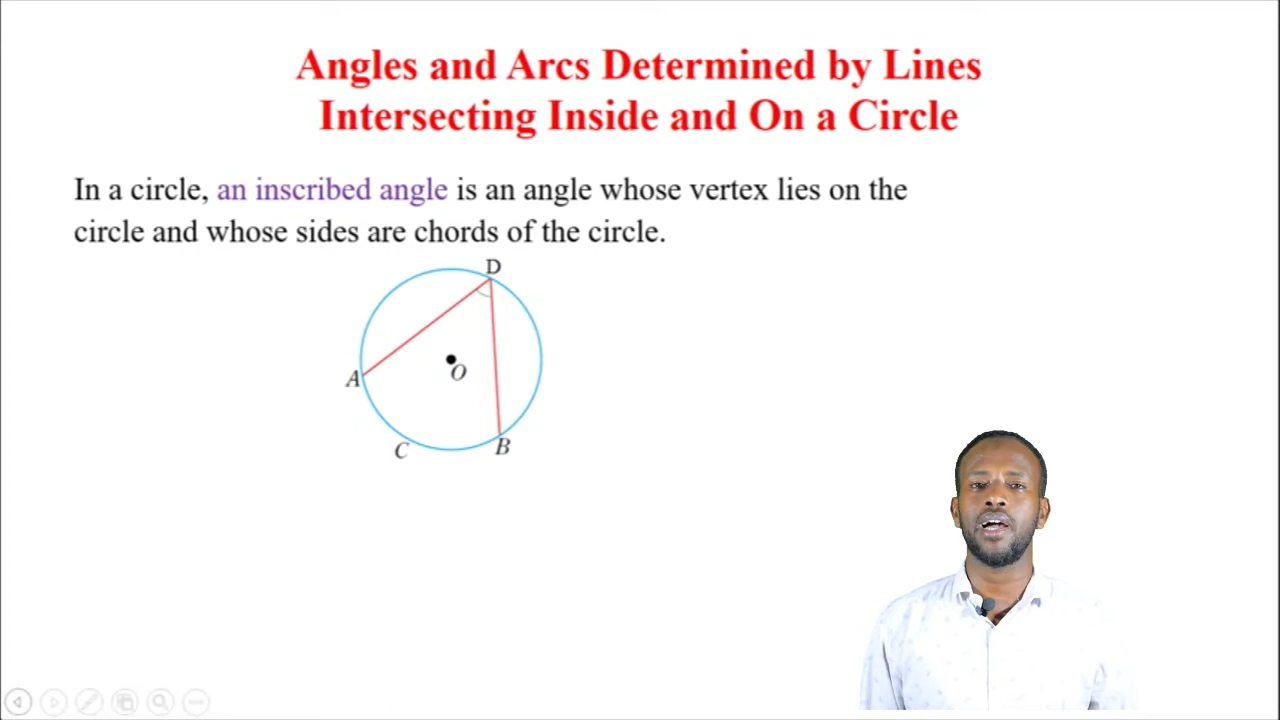 Angles and Arcs Determined by Lines
Intersecting Inside and On a Circle
In a circle, an inscribed angle is an angle whose vertex lies on the
circle and whose sides are chords of the circle.
D
O
A
C
B